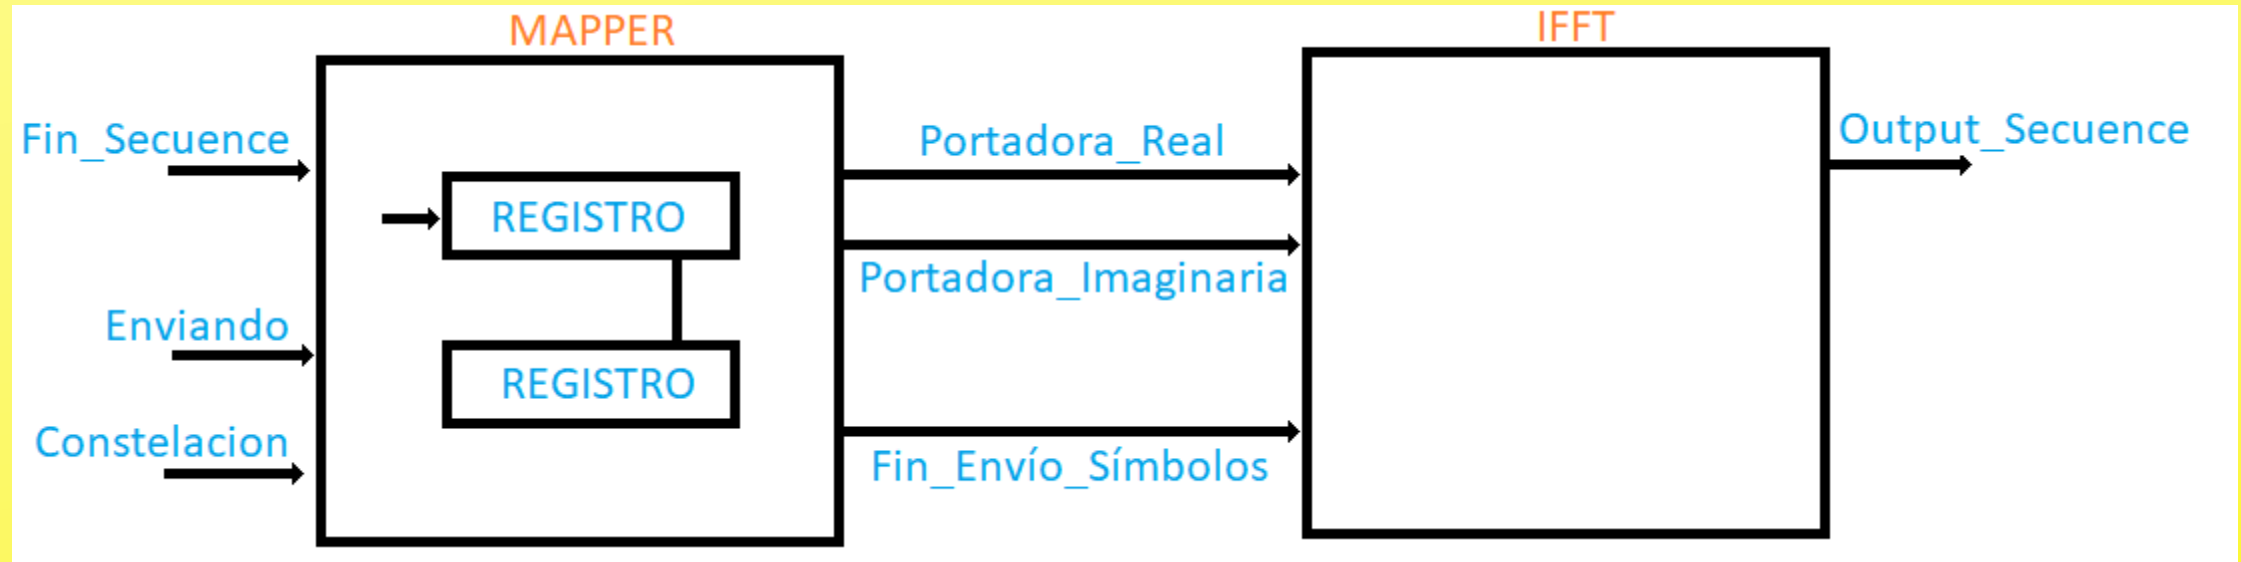 MAPPER
IFFT
Fin_Secuence
Portadora_Real
Output_Secuence
REGISTRO
Portadora_Imaginaria
Enviando
REGISTRO
Constelacion
Fin_Envío_Símbolos